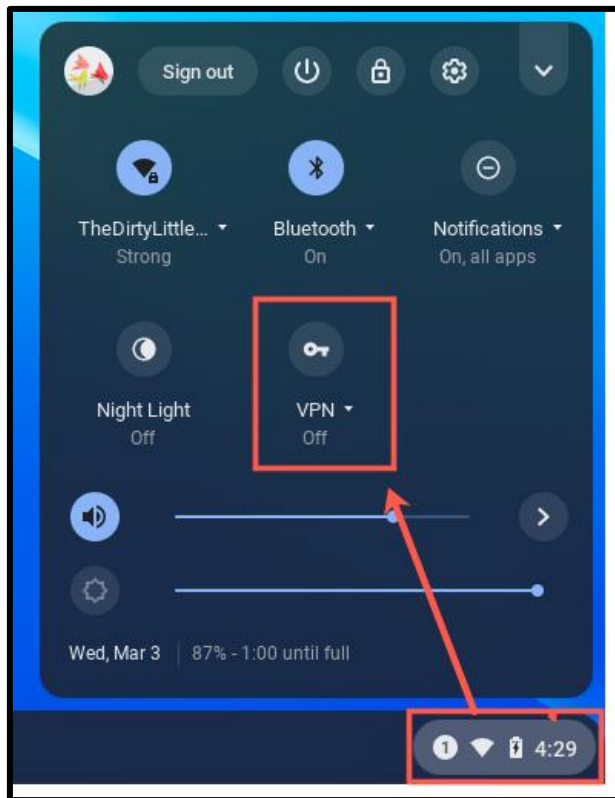 Sign out
TheDirtyLittle... Bluetooth Notifications
Strong On On, all apps
Night Light VPN
Off Off
Wed, Mar 3 87% - 1:00 until full
1 4:29